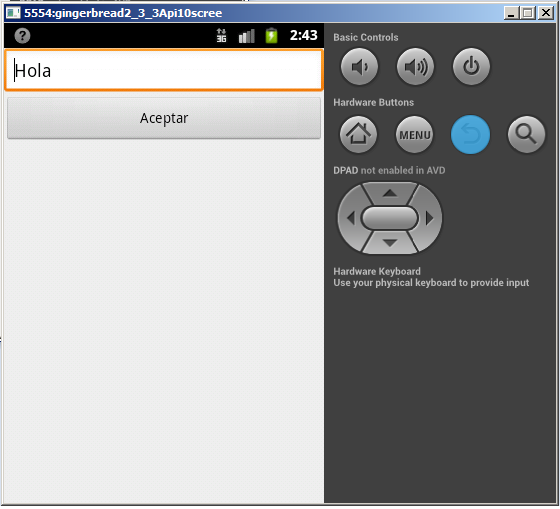 5554:gingerbread2_3_3Api10scree
3G
2:43
Hola
Aceptar
Basic Controls
Hardware Buttons
MENU
DPAD not enabled in AVD
Hardware Keyboard
Use your physical keyboard to provide input